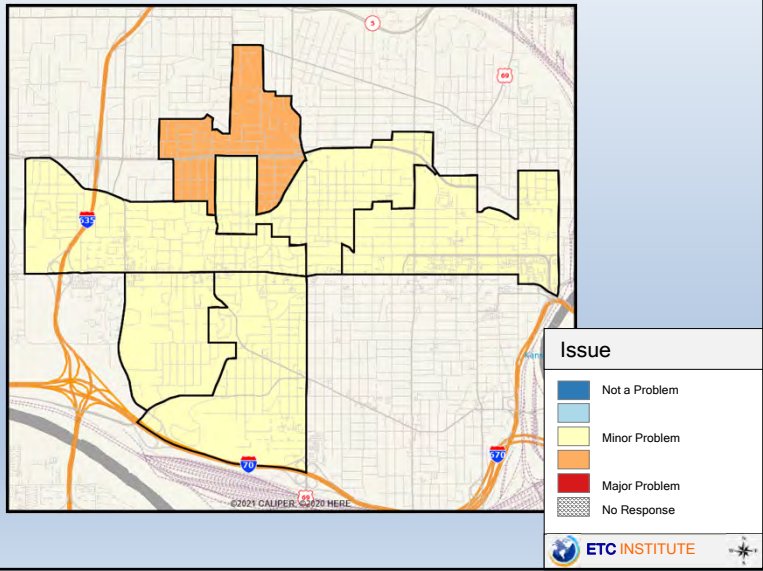 5
69
635
Issue
Not a Problem
Minor Problem
Major Problem
No Response
70
670
69
©2021 CALIPER, ©2020 HERE
ETC INSTITUTE